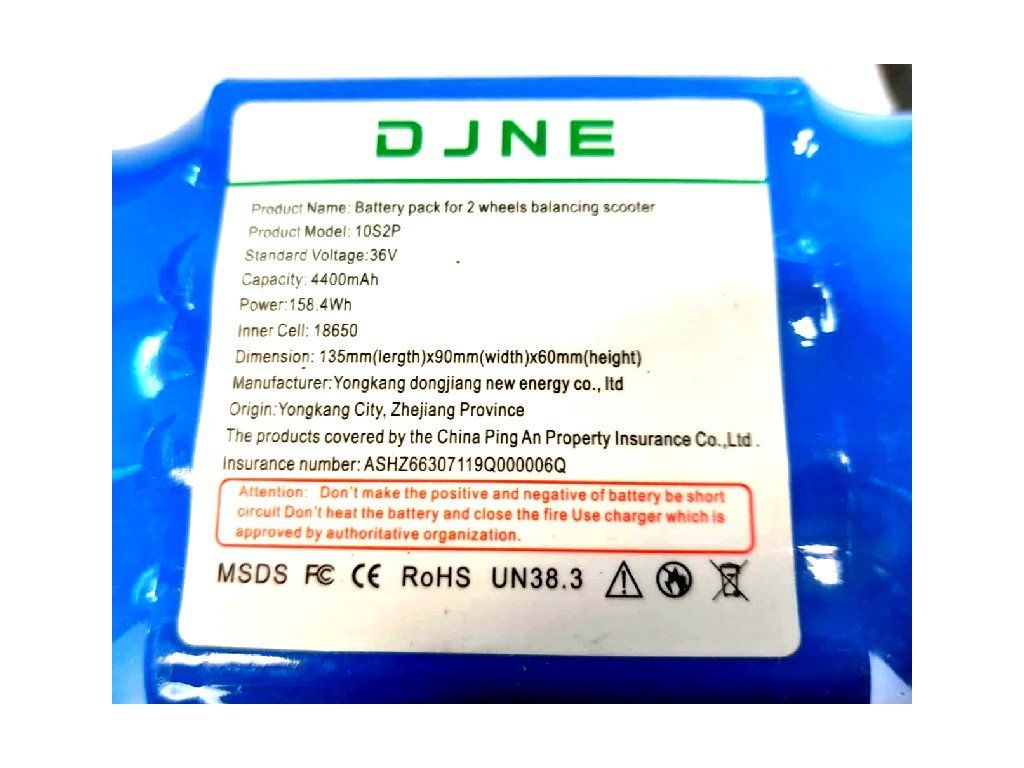 DJNE
Product Name: Battery pack for 2 wheels balancing scooter
Product Model: 10S2P
Standard Voltage:36V
Capacity: 4400mAh
Power:158.4Wh
Inner Cell: 18650
Dimension: 135mm(length)x90mm(width)x60mm(height)
Manufacturer:Yongkang dongjiang new energy co., ltd
Origin:Yongkang City, Zhejiang Province
The products covered by the China Ping An Property Insurance Co.,Ltd .
Insurance number: ASHZ66307119Q000006Q
Attention: Don't make the positive and negative of battery be short
circuit Don't heat the battery and close the fire Use charger which is
approved by authoritative organization.
MSDS FC CE RoHS UN38.3